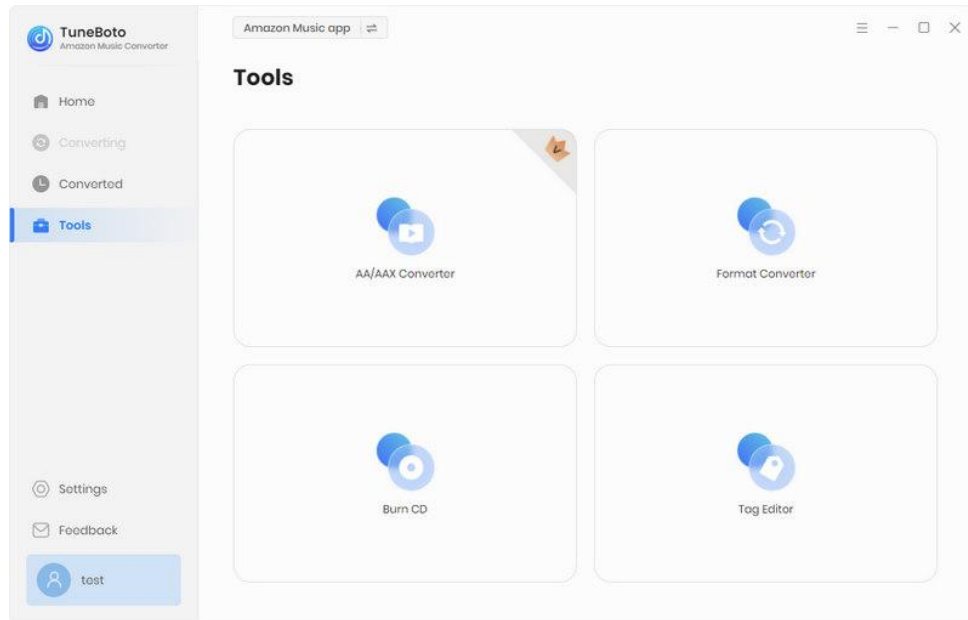 TuneBoto
Amazon Music Converter
Amazon Music app
Home
Converting
Converted
Tools
Settings
Feedback
test
Tools
AA/AAX Converter
Format Converter
Burn CD
Tag Editor